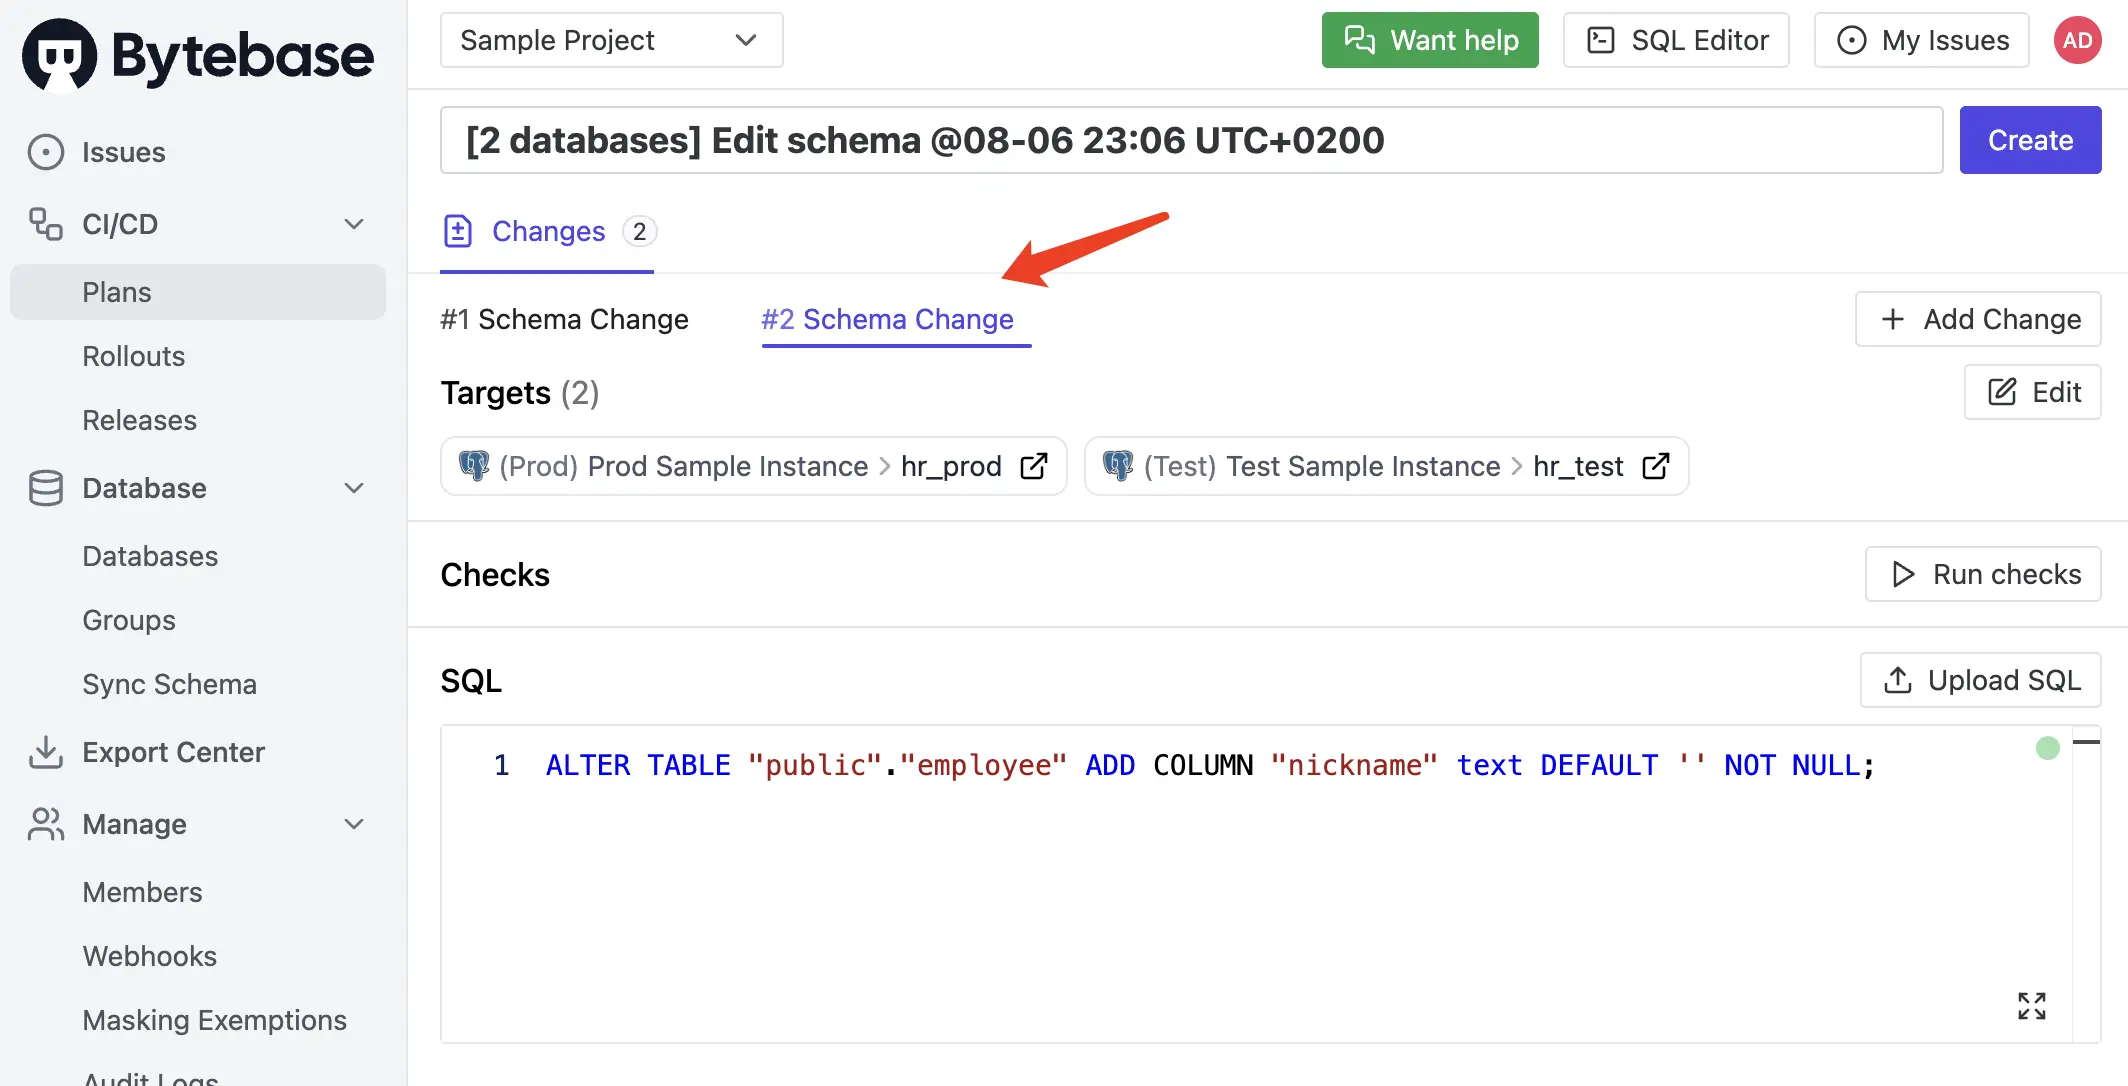 Bytebase
Sample Project
Want help
SQL Editor
My Issues
AD
Issues
CI/CD
Plans
Rollouts
Releases
Database
Databases
Groups
Sync Schema
Export Center
Manage
Members
Webhooks
Masking Exemptions
Audit Logs
[2 databases] Edit schema @08-06 23:06 UTC+0200
Create
Changes 2
#1 Schema Change
#2 Schema Change
Add Change
Targets (2)
Edit
(Prod) Prod Sample Instance > hr_prod
(Test) Test Sample Instance > hr_test
Checks
Run checks
SQL
Upload SQL
1 ALTER TABLE "public"."employee" ADD COLUMN "nickname" text DEFAULT '' NOT NULL;